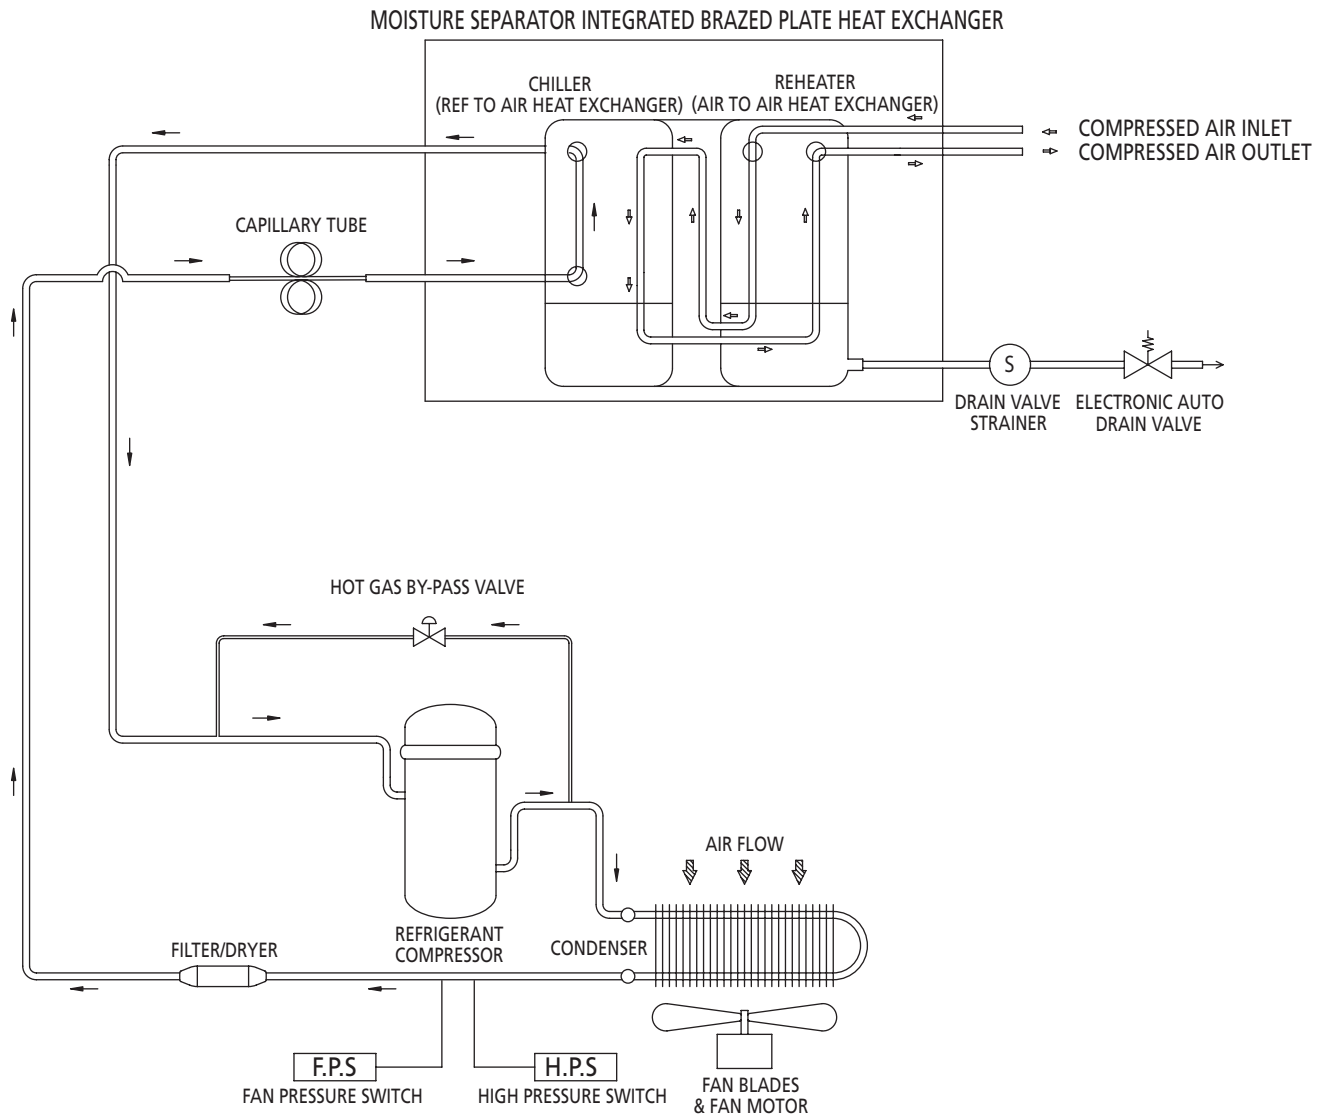 MOISTURE SEPARATOR INTEGRATED BRAZED PLATE HEAT EXCHANGER
CHILLER
(REF TO AIR HEAT EXCHANGER)
REHEATER
(AIR TO AIR HEAT EXCHANGER)
COMPRESSED AIR INLET
COMPRESSED AIR OUTLET
CAPILLARY TUBE
S
DRAIN VALVE
STRAINER
ELECTRONIC AUTO
DRAIN VALVE
HOT GAS BY-PASS VALVE
AIR FLOW
REFRIGERANT
COMPRESSOR
CONDENSER
FILTER/DRYER
F.P.S
FAN PRESSURE SWITCH
H.P.S
HIGH PRESSURE SWITCH
FAN BLADES
& FAN MOTOR